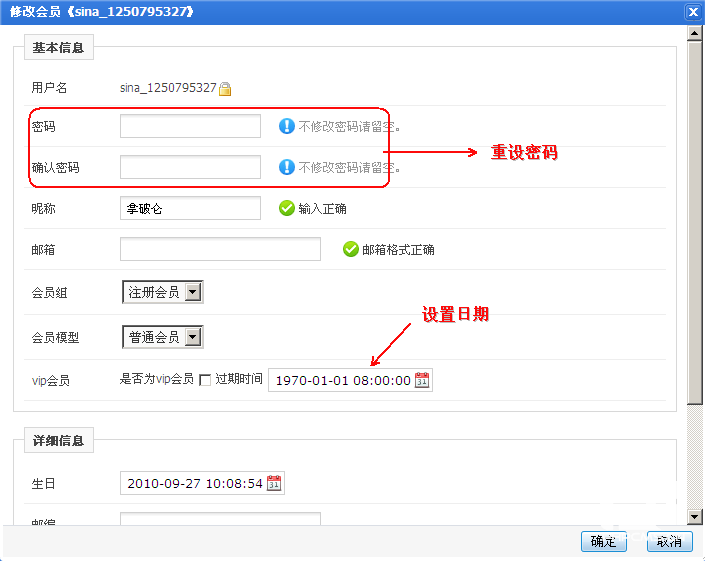 修改会员《sina_1250795327》
基本信息
用户名 sina_1250795327
密码 不修改密码请留空。
重设密码
确认密码 不修改密码请留空。
昵称 拿破仑 输入正确
邮箱 邮箱格式正确
会员组 注册会员
设置日期
会员模型 普通会员
vip会员 是否为vip会员 过期时间 1970-01-01 08:00:00
详细信息
生日 2010-09-27 10:08:54
邮编
确定 取消